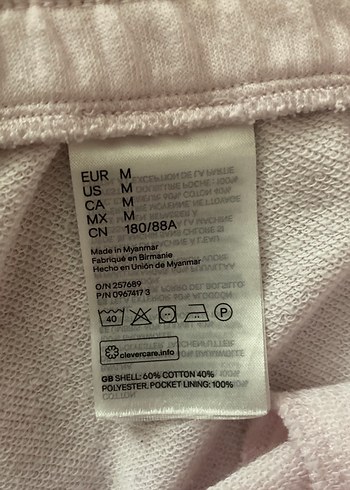 EUR M
US M
CA M
MX M
CN 180/88A
Made in Myanmar
Fabriqué en Birmanie
Hecho en Unión de Myanmar
O/N 257689
P/N 0967417 3
40 P
clevercare.info
GB SHELL: 60% COTTON 40%
POLYESTER, POCKET LINING: 100%
COTTON